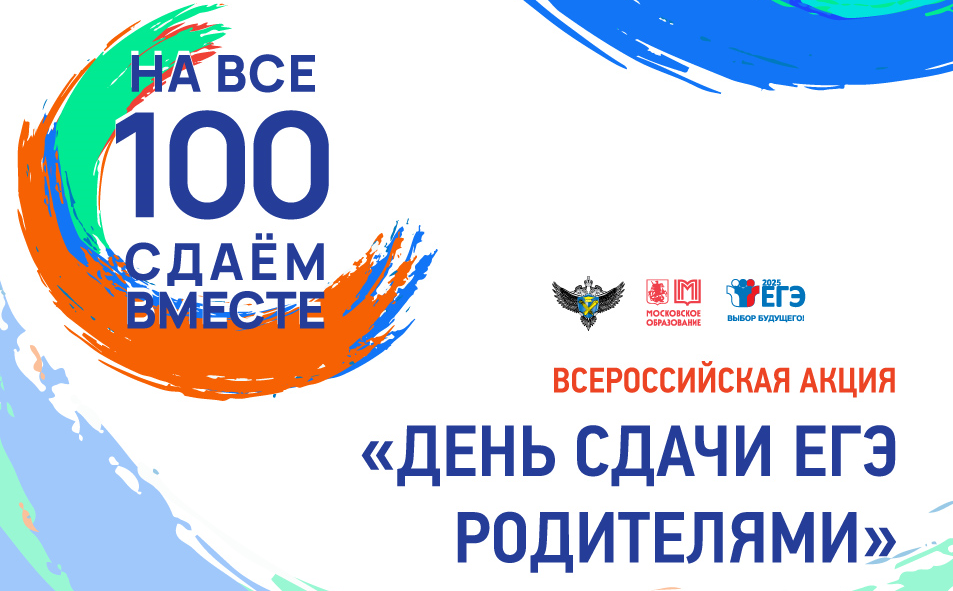 НА ВСЕ
100
СДАЁМ
ВМЕСТЕ
МОСКОВСКОЕ
ОБРАЗОВАНИЕ
2025
ЕГЭ
ВЫБОР БУДУЩЕГО!
ВСЕРОССИЙСКАЯ АКЦИЯ
«ДЕНЬ СДАЧИ ЕГЭ
РОДИТЕЛЯМИ»